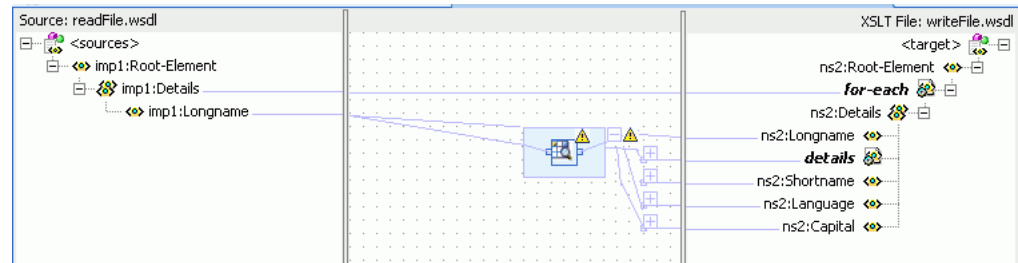 Source: readFile.wsdl
XSLT File: writeFile.wsdl
<sources>
<target>
imp1:Root-Element
ns2:Root-Element
imp1:Details
for-each
imp1:Longname
ns2:Details
ns2:Longname
details
ns2:Shortname
ns2:Language
ns2:Capital